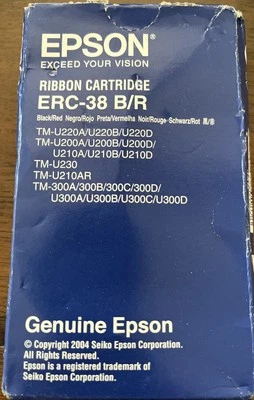 EPSON®
EXCEED YOUR VISION
RIBBON CARTRIDGE
ERC-38 B/R
Black/Red Negro/Rojo Preta/Vermelha Noir/Rouge Schwarz/Rot 黑/红
TM-U220A/U220B/U220D
TM-U200A/U200B/U200D/
U210A/U210B/U210D
TM-U230
TM-U210AR
TM-300A/300B/300C/300D/
U300A/U300B/U300C/U300D
Genuine Epson
© Copyright 2004 Seiko Epson Corporation.
All Rights Reserved.
Epson is a registered trademark of
Seiko Epson Corporation.